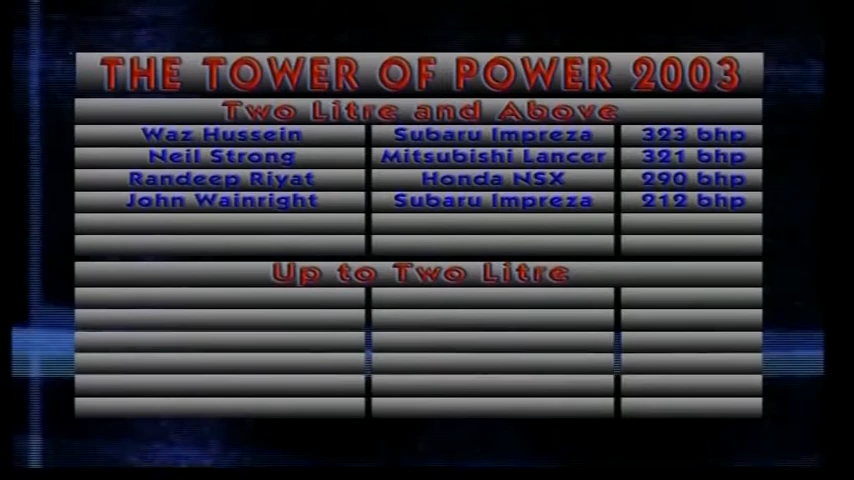 THE TOWER OF POWER 2003
Two Litre and Above
Waz Hussein Subaru Impreza 323 bhp
Neil Strong Mitsubishi Lancer 321 bhp
Randeep Riyat Honda NSX 290 bhp
John Wainright Subaru Impreza 212 bhp
Up to Two Litre